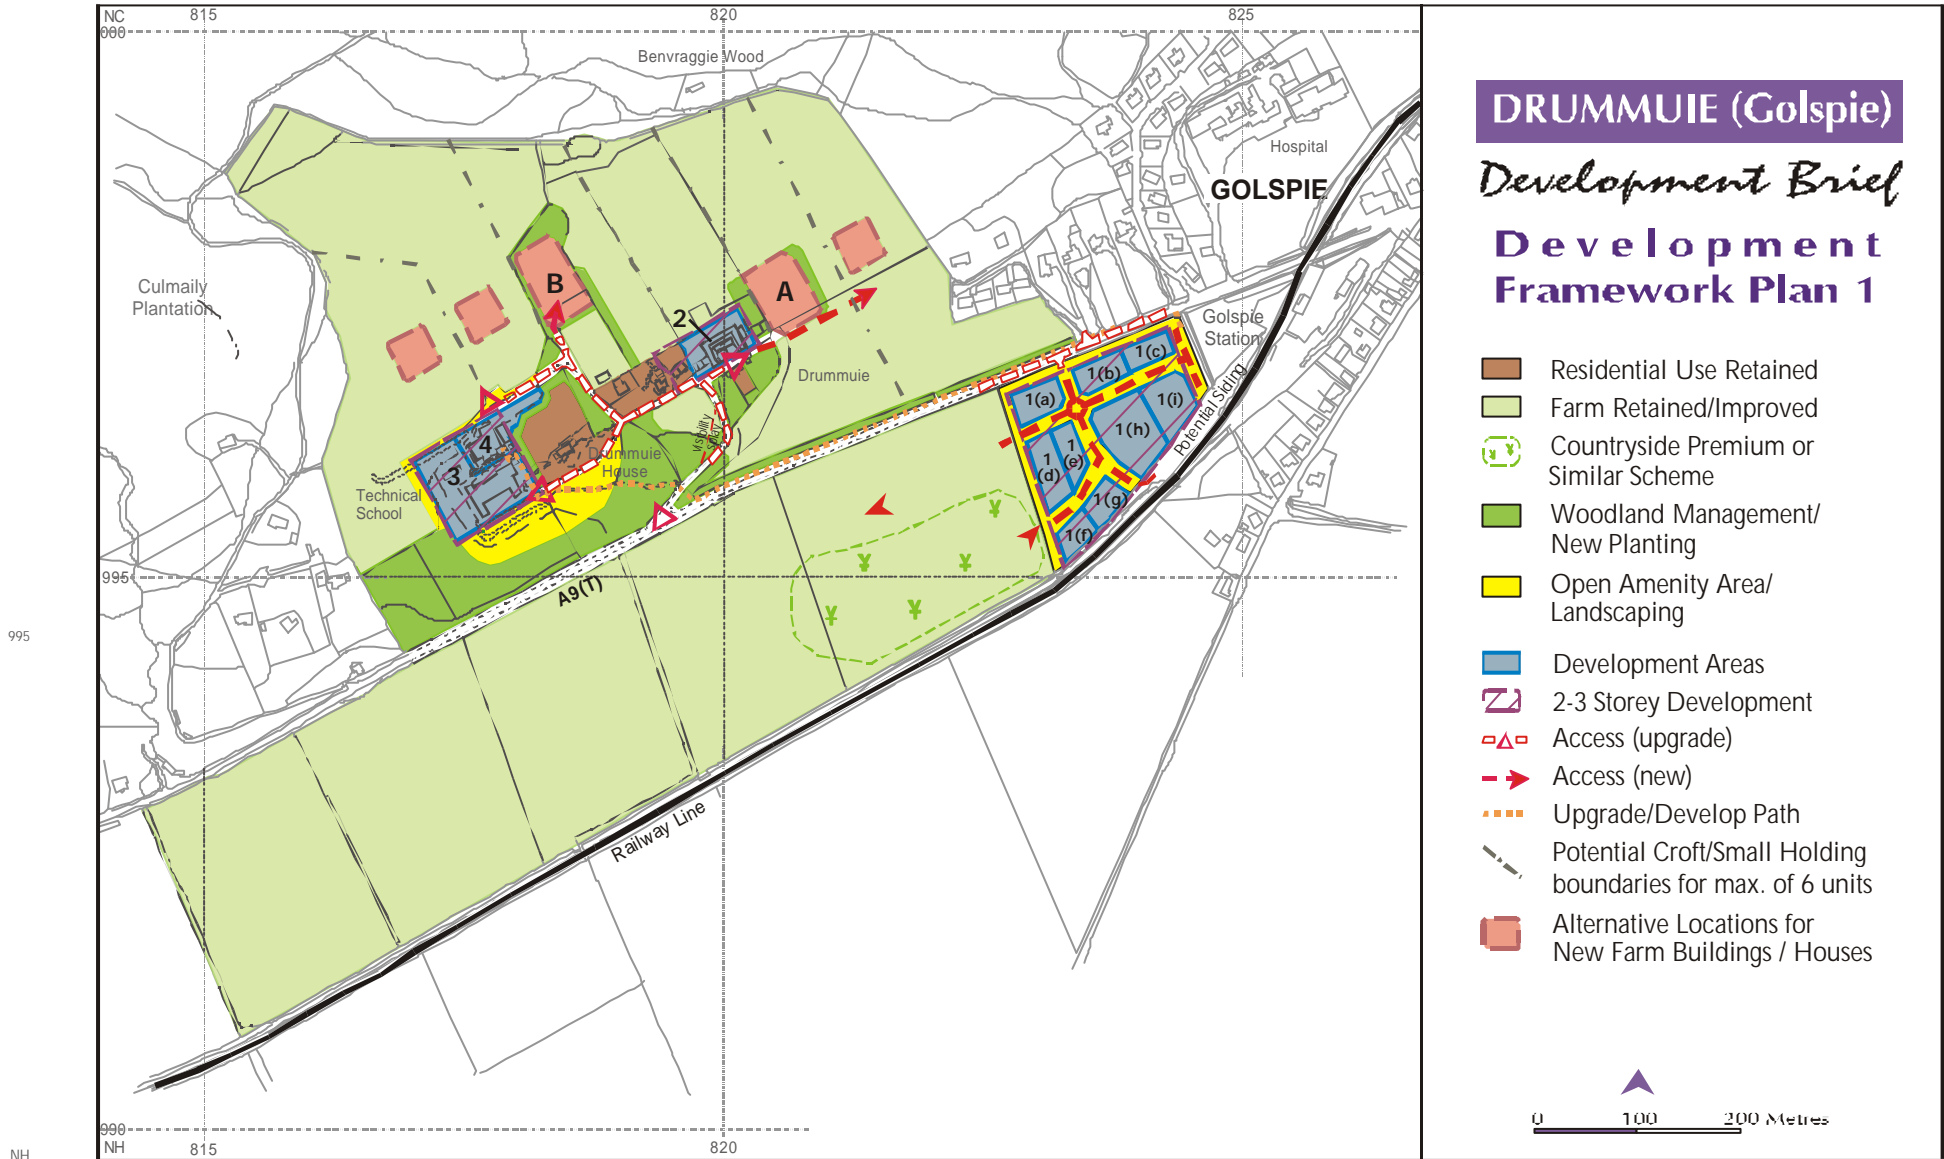 NC
815
820
825
000
Benvraggie Wood
Hospital
GOLSPIE
Culmaily
Plantation
B
A
2
Golspie
Station
Drummuie
1(c)
1(b)
1(a)
1(i)
1(h)
1
(e)
1
(d)
1(g)
1(f)
Potential Siding
Visibility
Splay
4
3
Drummuie
House
Technical
School
995
A9(T)
995
Railway Line
990
NH
815
820
NH
DRUMMUIE (Golspie)
Development Brief
Development
Framework Plan 1
Residential Use Retained
Farm Retained/Improved
Countryside Premium or
Similar Scheme
Woodland Management/
New Planting
Open Amenity Area/
Landscaping
Development Areas
2-3 Storey Development
Access (upgrade)
Access (new)
Upgrade/Develop Path
Potential Croft/Small Holding
boundaries for max. of 6 units
Alternative Locations for
New Farm Buildings / Houses
0 100 200 Metres